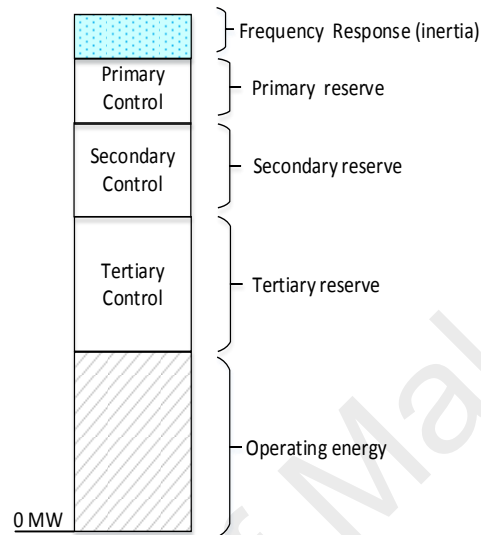 Frequency Response (inertia)
Primary
Control
Primary reserve
Secondary
Control
Secondary reserve
Tertiary
Control
Tertiary reserve
Operating energy
0 MW